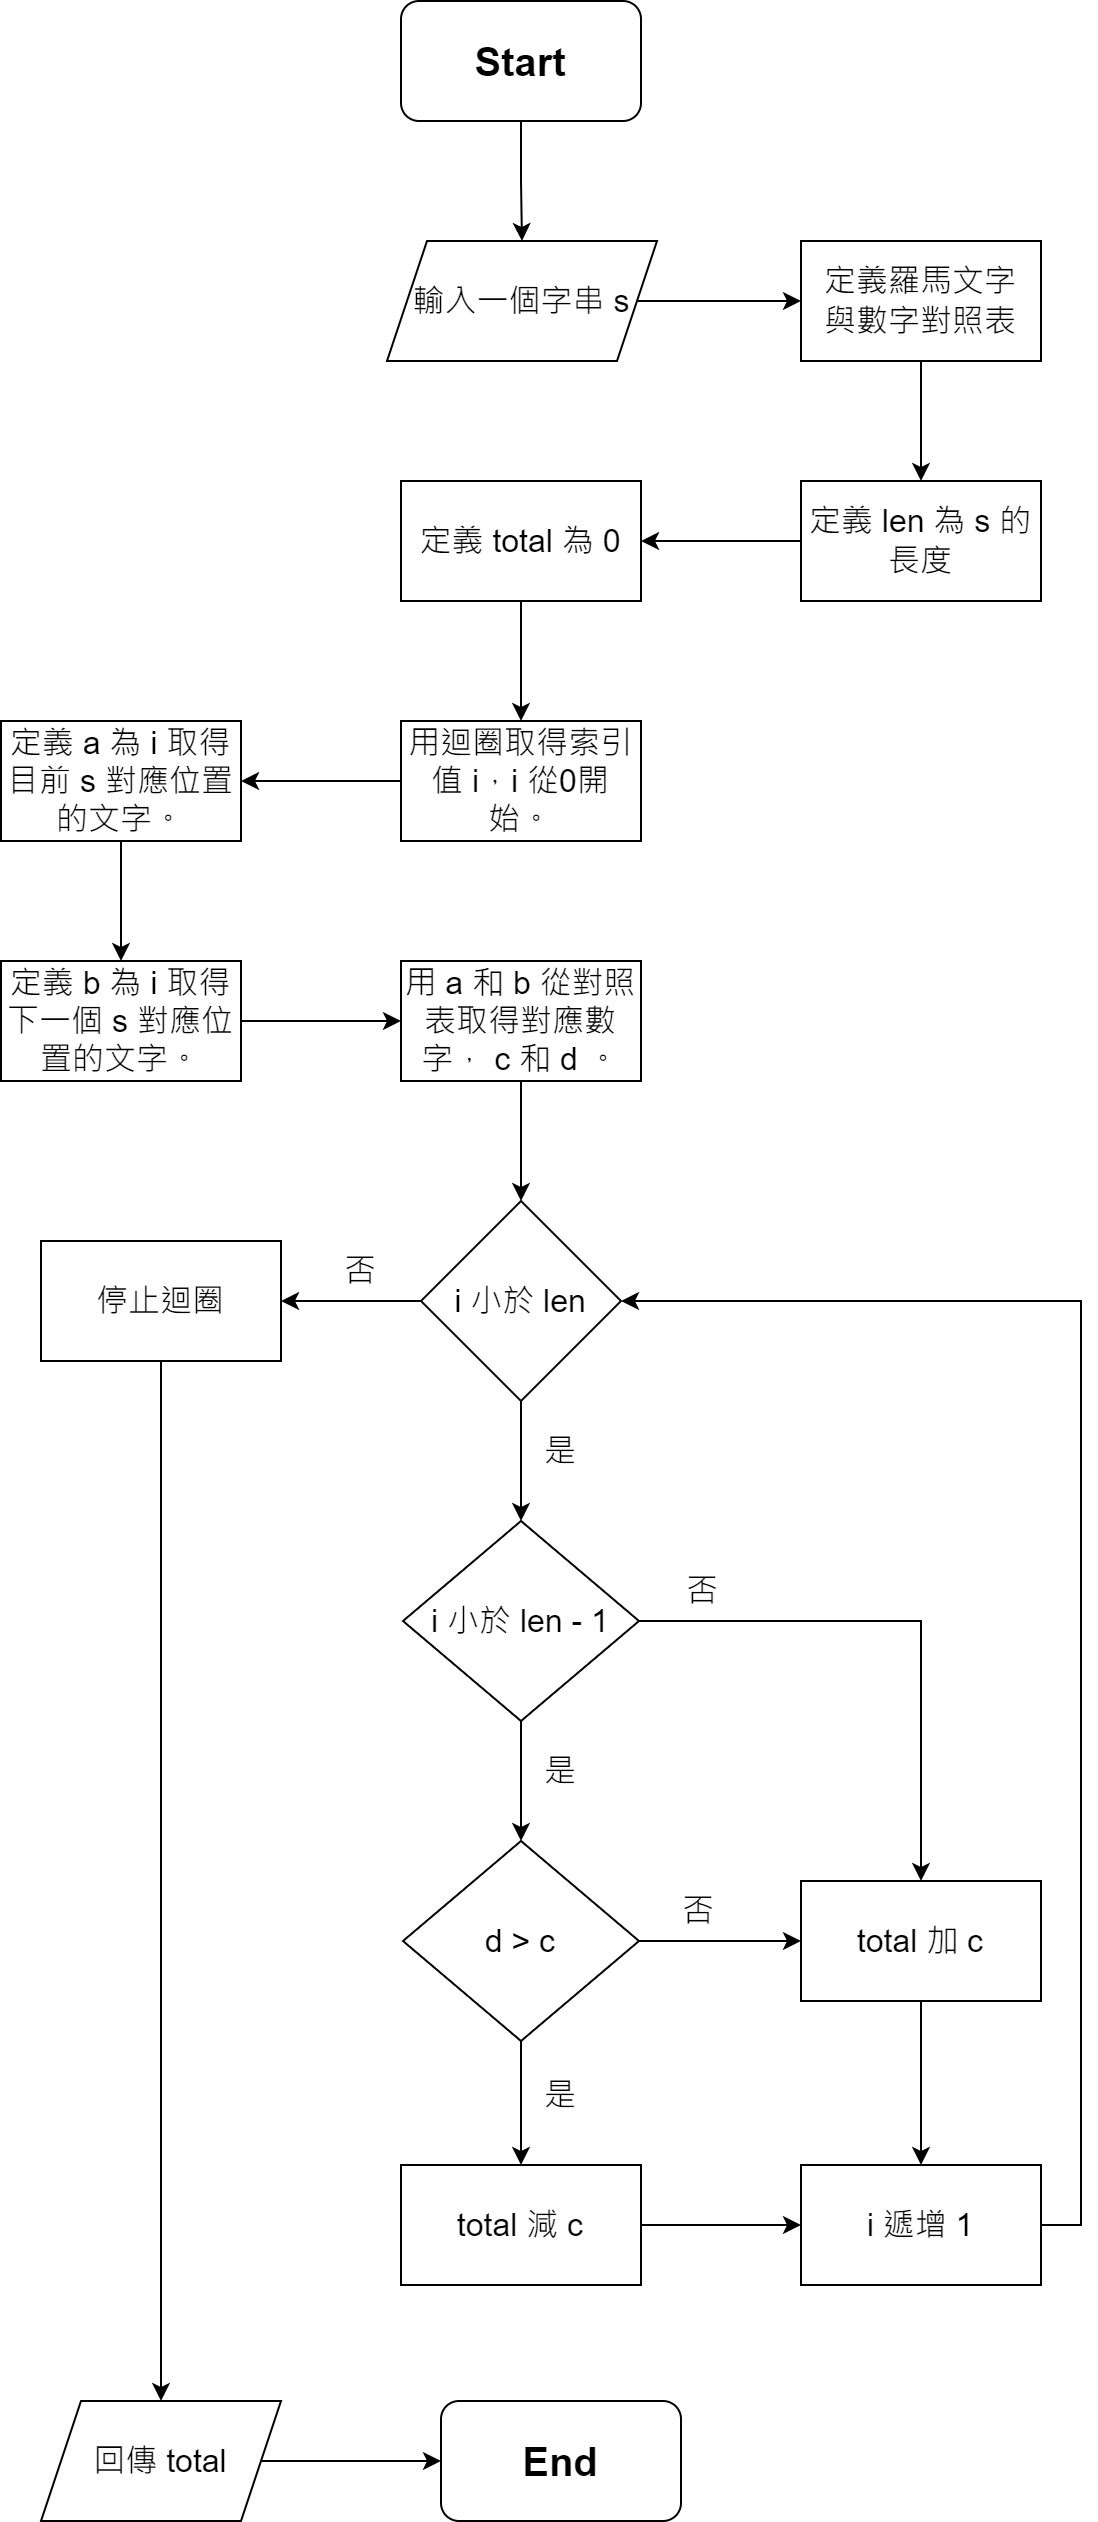 Start
輸入一個字串 s
定義羅馬文字
與數字對照表
定義 len 為 s 的
長度
定義 total 為 0
用迴圈取得索引
值 i，i 從0開
始。
定義 a 為 i 取得
目前 s 對應位置
的文字。
定義 b 為 i 取得
下一個 s 對應位
置的文字。
用 a 和 b 從對照
表取得對應數
字， c 和 d 。
i 小於 len
否
停止迴圈
是
i 小於 len - 1
否
是
d > c
否
total 加 c
是
total 減 c
i 遞增 1
回傳 total
End